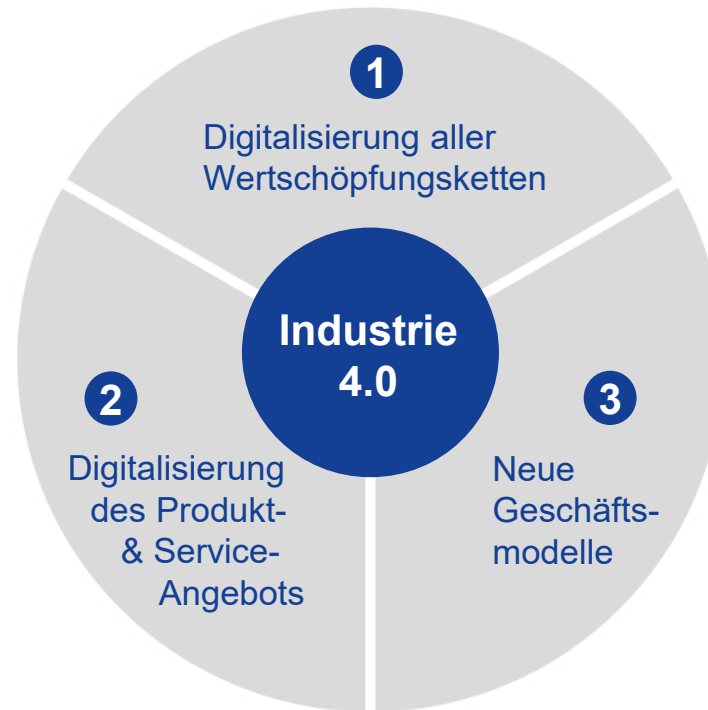 1
Digitalisierung aller
Wertschöpfungsketten
Industrie
4.0
2
Digitalisierung
des Produkt-
& Service-
Angebots
3
Neue
Geschäfts-
modelle